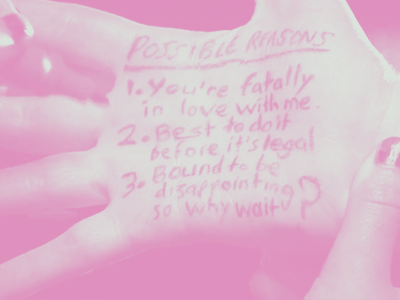 POSSIBLE REASONS
1. You're fatally
in love with me.
2. Best to do it
before it's legal
3. Bound to be
disappointing
so why wait?